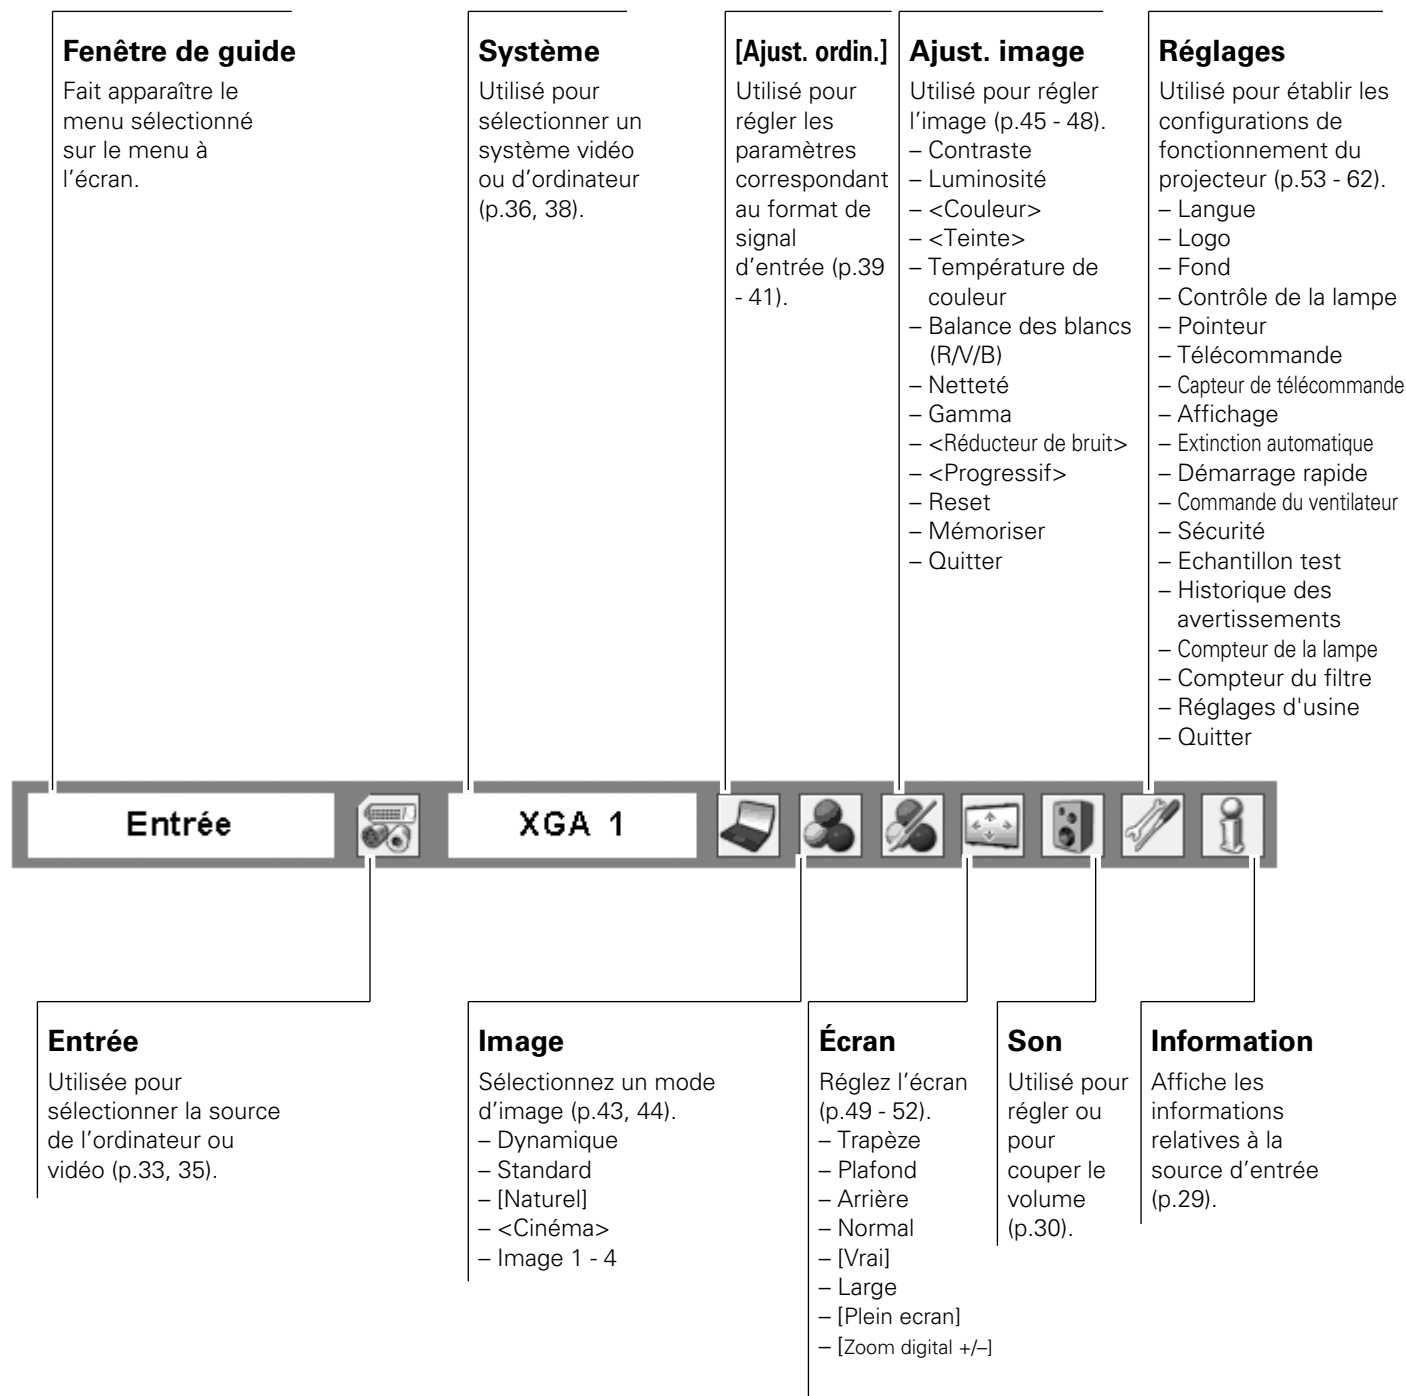 Fenêtre de guide
Fait apparaître le
menu sélectionné
sur le menu à
l’écran.
Système
Utilisé pour
sélectionner un
système vidéo
ou d’ordinateur
(p.36, 38).
[Ajust. ordin.]
Utilisé pour
régler les
paramètres
correspondant
au format de
signal
d’entrée (p.39
- 41).
Ajust. image
Utilisé pour régler
l’image (p.45 - 48).
– Contraste
– Luminosité
– <Couleur>
– <Teinte>
– Température de
couleur
– Balance des blancs
(R/V/B)
– Netteté
– Gamma
– <Réducteur de bruit>
– <Progressif>
– Reset
– Mémoriser
– Quitter
Réglages
Utilisé pour établir les
configurations de
fonctionnement du
projecteur (p.53 - 62).
– Langue
– Logo
– Fond
– Contrôle de la lampe
– Pointeur
– Télécommande
– Capteur de télécommande
– Affichage
– Extinction automatique
– Démarrage rapide
– Commande du ventilateur
– Sécurité
– Echantillon test
– Historique des
avertissements
– Compteur de la lampe
– Compteur du filtre
– Réglages d'usine
– Quitter
Entrée
XGA 1
Entrée
Utilisée pour
sélectionner la source
de l’ordinateur ou
vidéo (p.33, 35).
Image
Sélectionnez un mode
d’image (p.43, 44).
– Dynamique
– Standard
– [Naturel]
– <Cinéma>
– Image 1 - 4
Écran
Réglez l’écran
(p.49 - 52).
– Trapèze
– Plafond
– Arrière
– Normal
– [Vrai]
– Large
– [Plein ecran]
– [Zoom digital +/–]
Son
Utilisé pour
régler ou
pour
couper le
volume
(p.30).
Information
Affiche les
informations
relatives à la
source d’entrée
(p.29).